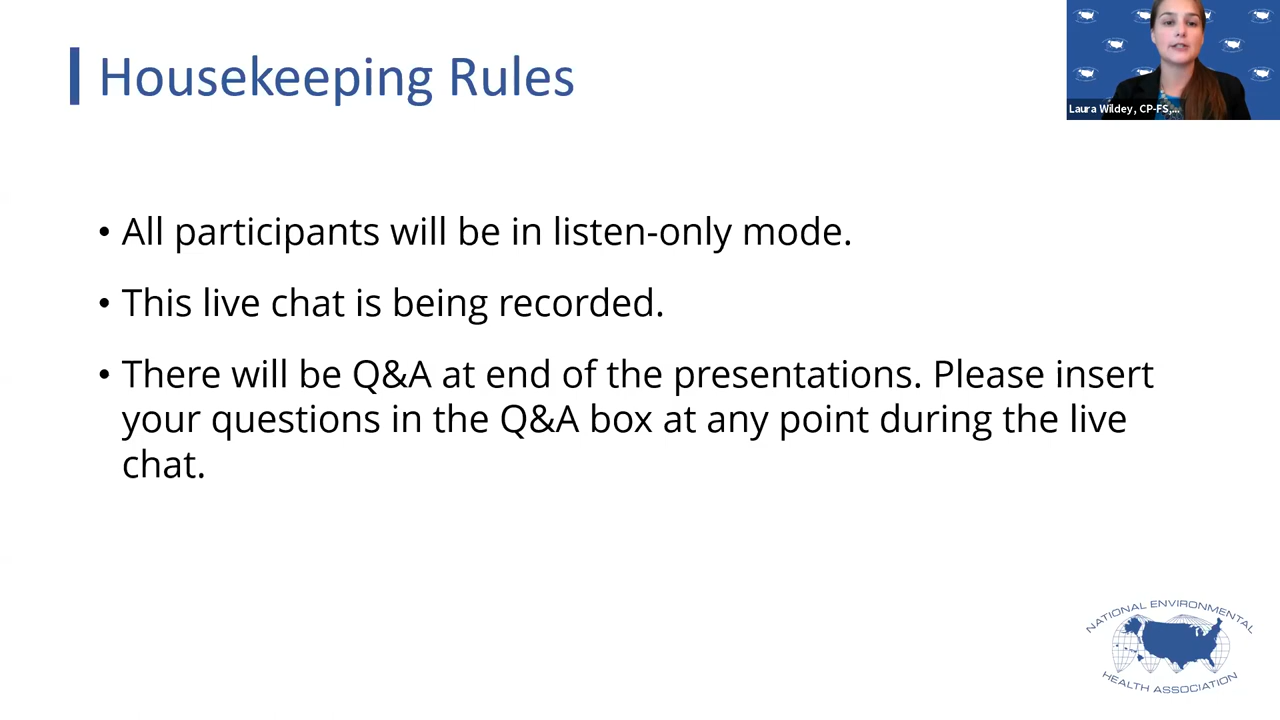 Housekeeping Rules
Laura Wildey, CP-FS,...
• All participants will be in listen-only mode.
• This live chat is being recorded.
• There will be Q&A at end of the presentations. Please insert
your questions in the Q&A box at any point during the live
chat.
NATIONAL ENVIRONMENTAL
HEALTH ASSOCIATION